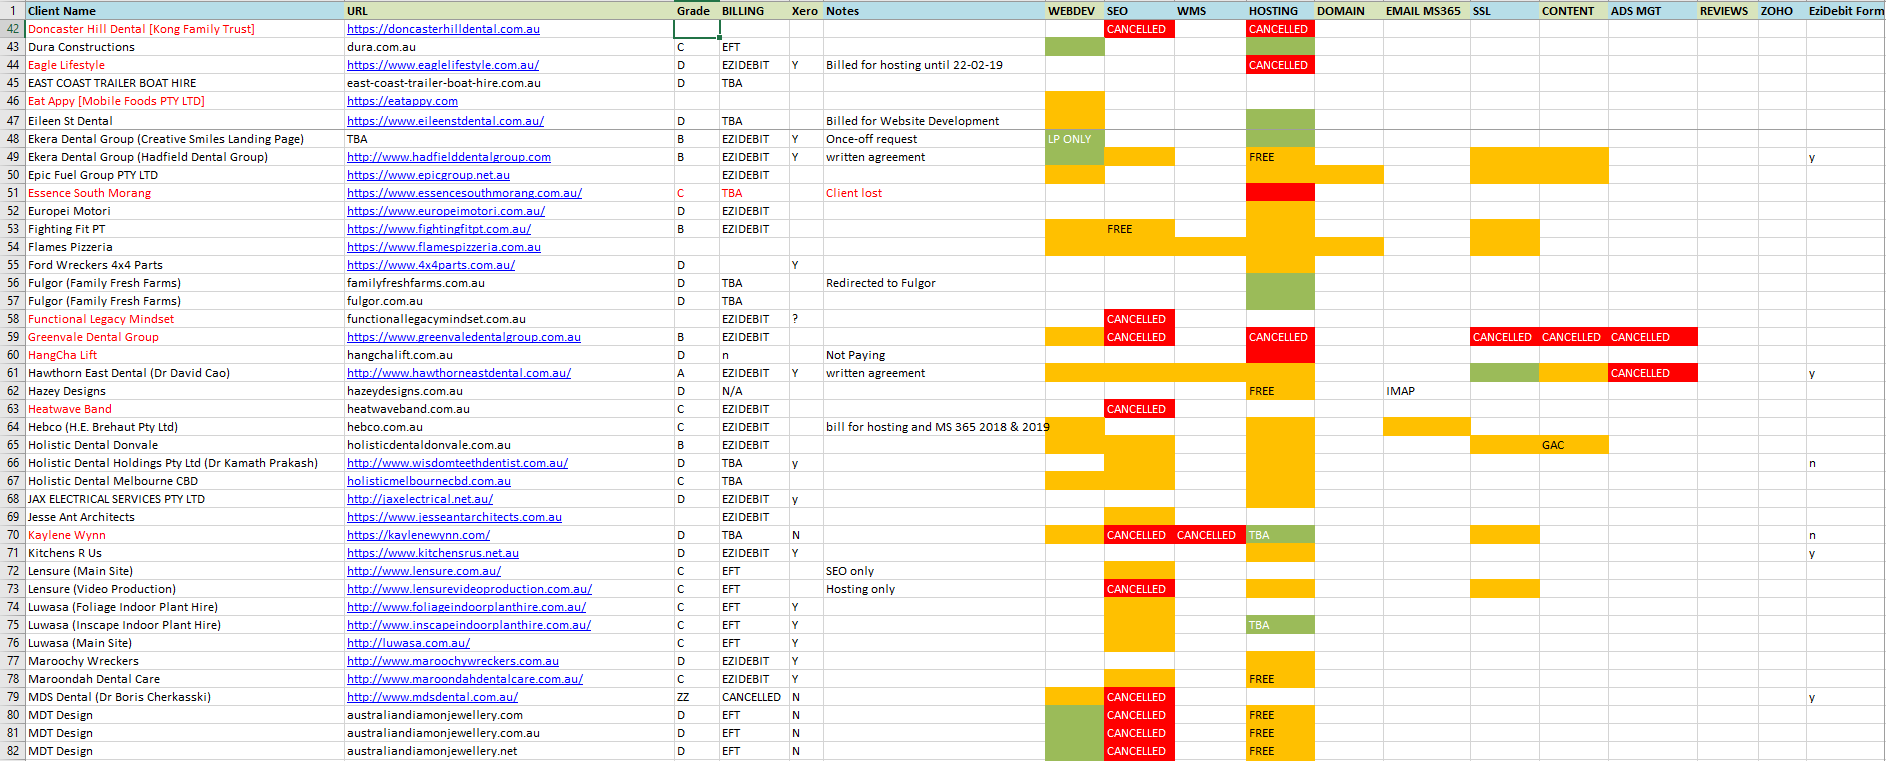 1 Client Name URL Grade BILLING Xero Notes WEBDEV SEO WMS HOSTING DOMAIN EMAIL MS365 SSL CONTENT ADS MGT REVIEWS ZOHO EziDebit Form
42 Doncaster Hill Dental [Kong Family Trust] https://doncasterhilldental.com.au CANCELLED CANCELLED
43 Dura Constructions dura.com.au C EFT
44 Eagle Lifestyle https://www.eaglelifestyle.com.au/ D EZIDEBIT Y Billed for hosting until 22-02-19 CANCELLED
45 EAST COAST TRAILER BOAT HIRE east-coast-trailer-boat-hire.com.au D TBA
46 Eat Appy [Mobile Foods PTY LTD] https://eatappy.com
47 Eileen St Dental https://www.eileenstdental.com.au/ D TBA Billed for Website Development
48 Ekera Dental Group (Creative Smiles Landing Page) TBA B EZIDEBIT Y Once-off request LP ONLY
49 Ekera Dental Group (Hadfield Dental Group) http://www.hadfielddentalgroup.com B EZIDEBIT Y written agreement FREE y
50 Epic Fuel Group PTY LTD https://www.epicgroup.net.au EZIDEBIT
51 Essence South Morang https://www.essencesouthmorang.com.au/ C TBA Client lost
52 Europei Motori https://www.europeimotori.com.au/ D EZIDEBIT
53 Fighting Fit PT https://www.fightingfitpt.com.au/ B EZIDEBIT FREE
54 Flames Pizzeria https://www.flamespizzeria.com.au
55 Ford Wreckers 4x4 Parts https://www.4x4parts.com.au/ D Y
56 Fulgor (Family Fresh Farms) familyfreshfarms.com.au D TBA Redirected to Fulgor
57 Fulgor (Family Fresh Farms) fulgor.com.au D TBA
58 Functional Legacy Mindset functionallegacymindset.com.au EZIDEBIT ? CANCELLED
59 Greenvale Dental Group https://www.greenvaledentalgroup.com.au B EZIDEBIT CANCELLED CANCELLED CANCELLED CANCELLED CANCELLED
60 HangCha Lift hangchalift.com.au D n Not Paying
61 Hawthorn East Dental (Dr David Cao) http://www.hawthorneastdental.com.au/ A EZIDEBIT Y written agreement CANCELLED y
62 Hazey Designs hazeydesigns.com.au D N/A FREE IMAP
63 Heatwave Band heatwaveband.com.au C EZIDEBIT CANCELLED
64 Hebco (H.E. Brehaut Pty Ltd) hebco.com.au C EZIDEBIT bill for hosting and MS 365 2018 & 2019
65 Holistic Dental Donvale holisticdentaldonvale.com.au B EZIDEBIT GAC
66 Holistic Dental Holdings Pty Ltd (Dr Kamath Prakash) http://www.wisdomteethdentist.com.au/ D TBA y n
67 Holistic Dental Melbourne CBD holisticmelbournecbd.com.au C TBA
68 JAX ELECTRICAL SERVICES PTY LTD http://jaxelectrical.net.au/ D EZIDEBIT y
69 Jesse Ant Architects https://www.jesseantarchitects.com.au EZIDEBIT
70 Kaylene Wynn https://kaylenewynn.com/ D TBA N CANCELLED CANCELLED TBA n
71 Kitchens R Us https://www.kitchensrus.net.au D EZIDEBIT Y y
72 Lensure (Main Site) http://www.lensure.com.au/ C EFT SEO only
73 Lensure (Video Production) http://www.lensurevideoproduction.com.au/ C EFT Hosting only CANCELLED
74 Luwasa (Foliage Indoor Plant Hire) http://www.foliageindoorplanthire.com.au/ C EFT Y
75 Luwasa (Inscape Indoor Plant Hire) http://www.inscapeindoorplanthire.com.au/ C EFT Y TBA
76 Luwasa (Main Site) http://luwasa.com.au/ C EFT Y
77 Maroochy Wreckers http://www.maroochywreckers.com.au D EZIDEBIT Y
78 Maroondah Dental Care http://www.maroondahdentalcare.com.au/ C EZIDEBIT Y FREE
79 MDS Dental (Dr Boris Cherkasski) http://www.mdsdental.com.au/ ZZ CANCELLED N CANCELLED y
80 MDT Design australiandiamonjewellery.com D EFT N CANCELLED FREE
81 MDT Design australiandiamonjewellery.com.au D EFT N CANCELLED FREE
82 MDT Design australiandiamonjewellery.net D EFT N CANCELLED FREE